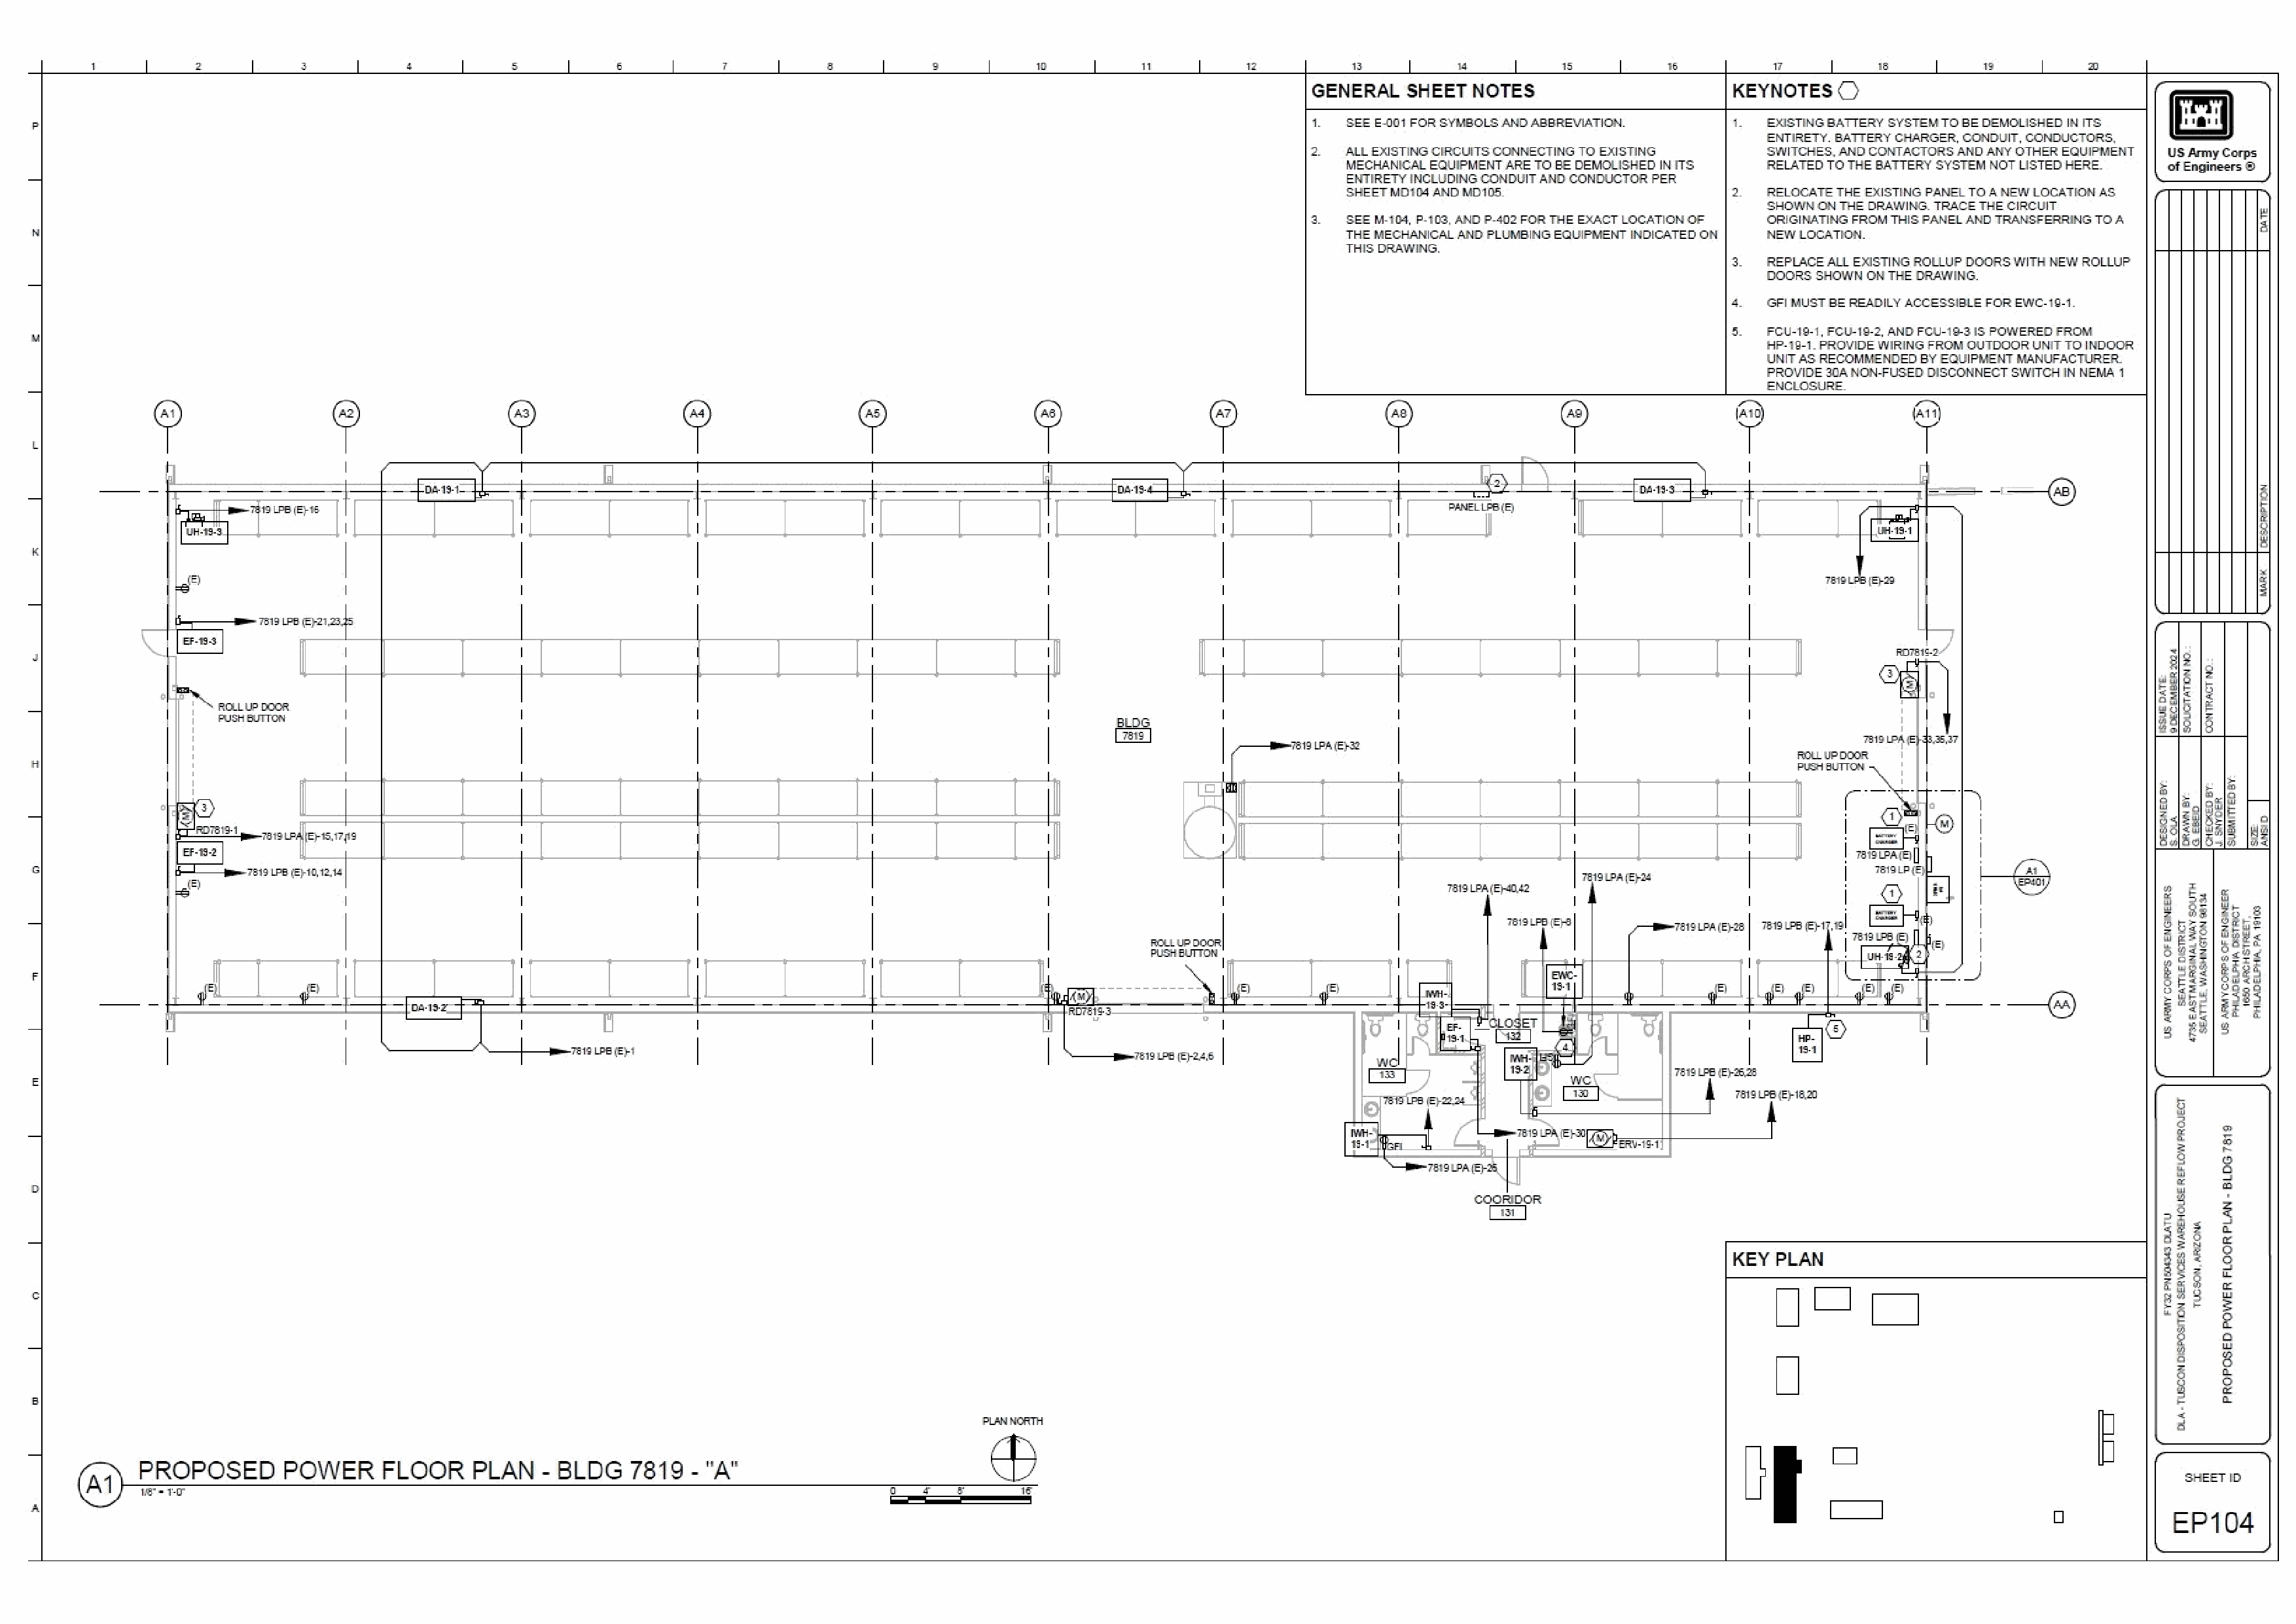 1 2 3 4 5 6 7 8 9 10 11 12 13 14 15 16 17 18 19 20
P
N
M
L
K
J
H
G
F
E
D
C
B
A
GENERAL SHEET NOTES
1. SEE E-001 FOR SYMBOLS AND ABBREVIATION.
2. ALL EXISTING CIRCUITS CONNECTING TO EXISTING
MECHANICAL EQUIPMENT ARE TO BE DEMOLISHED IN ITS
ENTIRETY INCLUDING CONDUIT AND CONDUCTOR PER
SHEET MD104 AND MD105.
3. SEE M-104, P-103, AND P-402 FOR THE EXACT LOCATION OF
THE MECHANICAL AND PLUMBING EQUIPMENT INDICATED ON
THIS DRAWING.
KEYNOTES
1. EXISTING BATTERY SYSTEM TO BE DEMOLISHED IN ITS
ENTIRETY. BATTERY CHARGER, CONDUIT, CONDUCTORS,
SWITCHES, AND CONTACTORS AND ANY OTHER EQUIPMENT
RELATED TO THE BATTERY SYSTEM NOT LISTED HERE.
2. RELOCATE THE EXISTING PANEL TO A NEW LOCATION AS
SHOWN ON THE DRAWING. TRACE THE CIRCUIT
ORIGINATING FROM THIS PANEL AND TRANSFERRING TO A
NEW LOCATION.
3. REPLACE ALL EXISTING ROLLUP DOORS WITH NEW ROLLUP
DOORS SHOWN ON THE DRAWING.
4. GFI MUST BE READILY ACCESSIBLE FOR EWC-19-1.
5. FCU-19-1, FCU-19-2, AND FCU-19-3 IS POWERED FROM
HP-19-1. PROVIDE WIRING FROM OUTDOOR UNIT TO INDOOR
UNIT AS RECOMMENDED BY EQUIPMENT MANUFACTURER.
PROVIDE 30A NON-FUSED DISCONNECT SWITCH IN NEMA 1
ENCLOSURE.
A1 A2 A3 A4 A5 A6 A7 A8 A9 A10 A11
DA-19-1
DA-19-4
2
DA-19-3
AB
PANEL LPB (E)
7819 LPB (E)-16
UH-19-3
UH-19-1
(E)
7819 LPB (E)-29
7819 LPB (E)-21,23,25
EF-19-3
RD7819-2
3
M
ROLL UP DOOR
PUSH BUTTON
BLDG
7819
7819 LPA (E)-32
7819 LPA (E)-33,35,37
ROLL UP DOOR
PUSH BUTTON
3
M
RD7819-1
7819 LPA (E)-15,17,19
EF-19-2
7819 LPB (E)-10,12,14
(E)
1
(E)
M
BATTERY
CHARGER
7819 LPA (E)
7819 LP (E)
A1
EP401
1
BATTERY
CHARGER
(E)
7819 LPB (E)
(E)
UH-19-2
2
7819 LPA (E)-40,42
7819 LPA (E)-24
7819 LPB (E)-8
7819 LPA (E)-28
7819 LPB (E)-17,19
ROLL UP DOOR
PUSH BUTTON
(E)
(E)
DA-19-2
(E)
M
RD7819-3
(E)
(E)
IWH-
19-3
EWC-
19-1
(E)
(E)
(E)
(E)
(E)
AA
7819 LPB (E)-1
7819 LPB (E)-2,4,6
EF-
19-1
CLOSET
132
GFI
4
HP-
19-1
5
WC
133
IWH-
19-2
GFI
WC
130
7819 LPB (E)-26,28
7819 LPB (E)-22,24
7819 LPB (E)-18,20
IWH-
19-1
GFI
7819 LPA (E)-30
M
ERV-19-1
7819 LPA (E)-26
COORIDOR
131
KEY PLAN
PLAN NORTH
A1
PROPOSED POWER FLOOR PLAN - BLDG 7819 - "A"
1/8" = 1'-0"
0 4' 8' 16'
US Army Corps
of Engineers ®
DATE
DESCRIPTION
MARK
ISSUE DATE:
9 DECEMBER 2024
SOLICITATION NO.:
CONTRACT NO.:
DESIGNED BY:
S. OLA
DRAWN BY:
G. EBEID
CHECKED BY:
J. SNYDER
SUBMITTED BY:
SIZE:
ANSI D
US ARMY CORPS OF ENGINEERS
SEATTLE DISTRICT
4735 EAST MARGINAL WAY SOUTH
SEATTLE, WASHINGTON 98134
US ARMY CORPS OF ENGINEER
PHILADELPHIA DISTRICT
1650 ARCH STREET,
PHILADELPHIA, PA 19103
FY32 PN50433 DLATU
DLA - TUSCON DISPOSITION SERVICES WAREHOUSE REFLOW PROJECT
TUCSON, ARIZONA
PROPOSED POWER FLOOR PLAN - BLDG 7819
SHEET ID
EP104